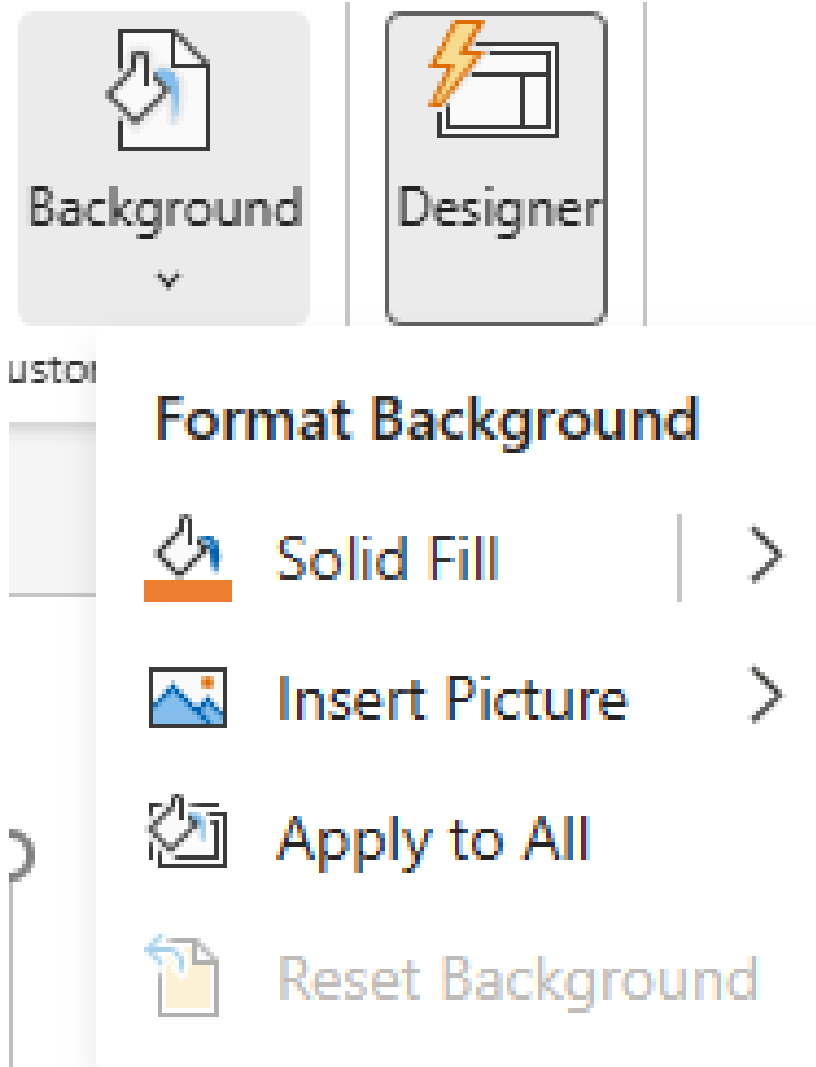 Background
Designer
Format Background
Solid Fill
Insert Picture
Apply to All
Reset Background